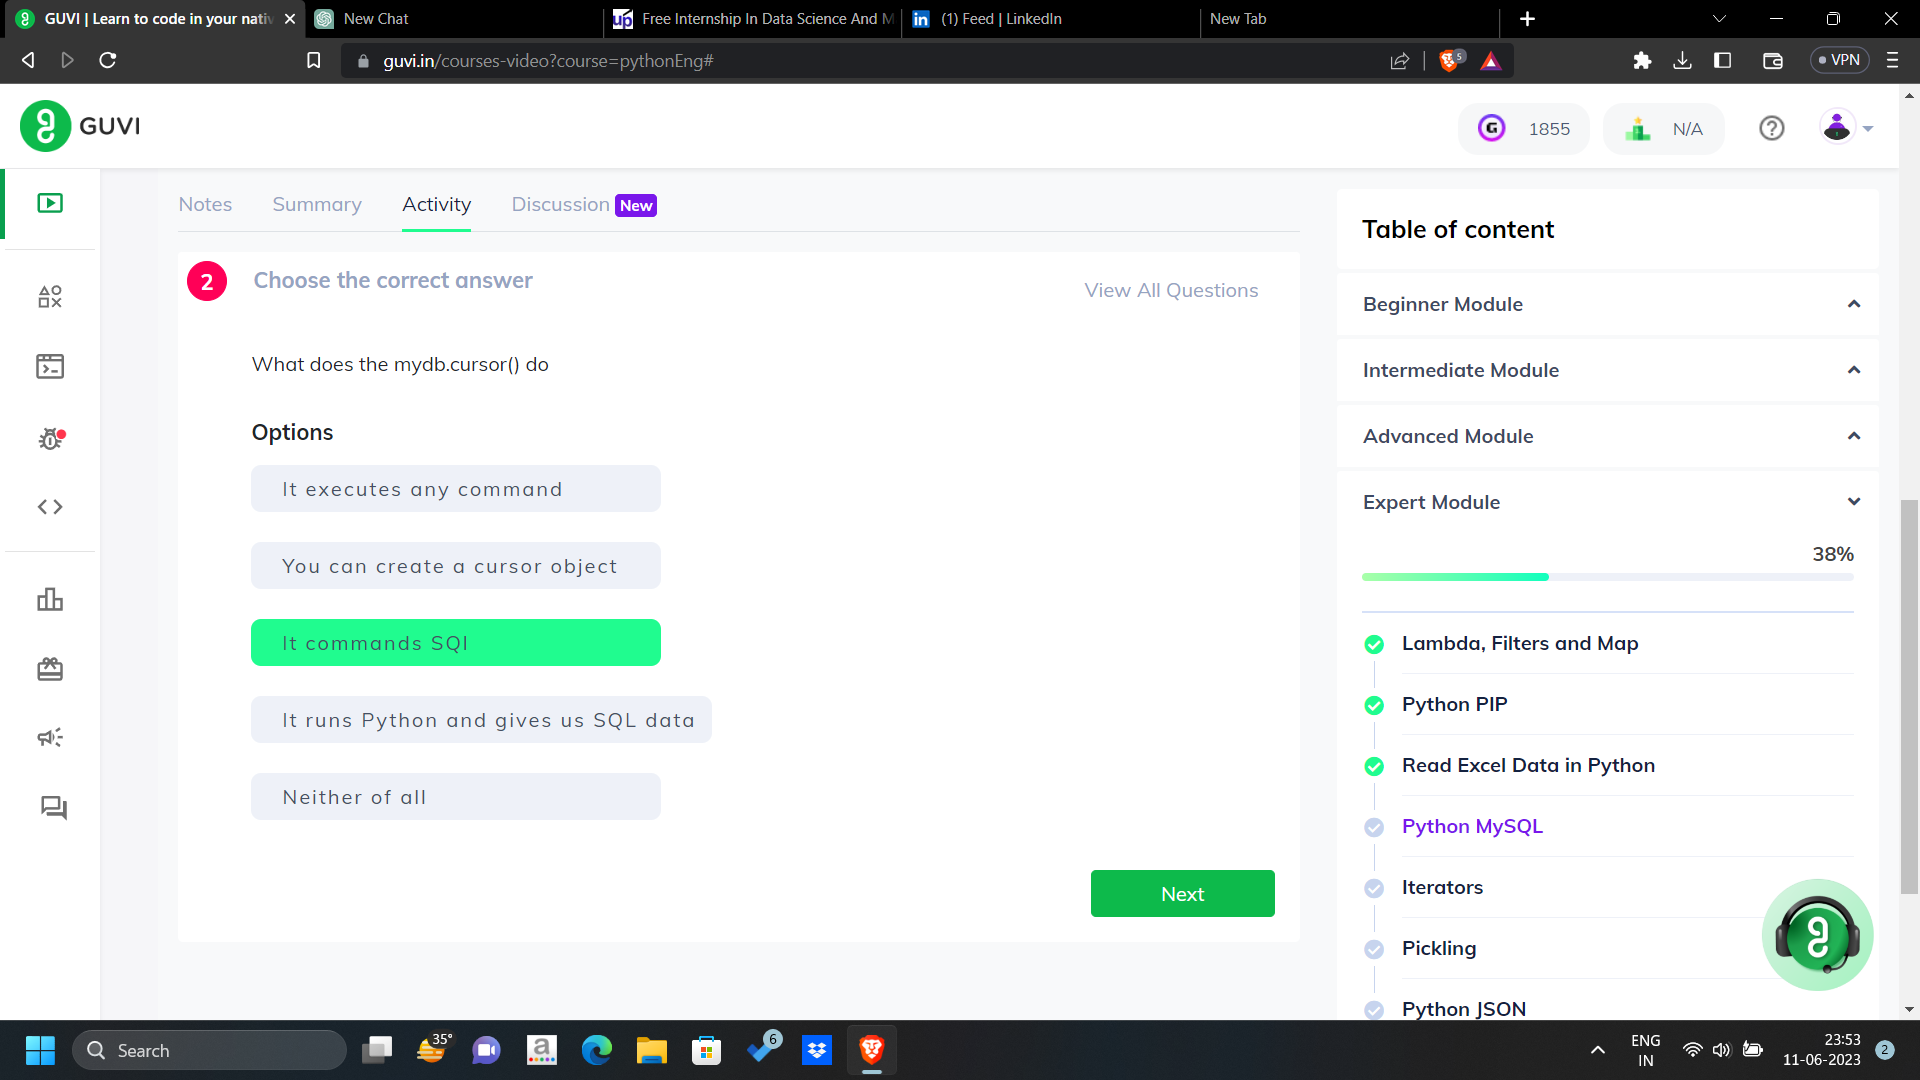 GUVI | Learn to code in your nativ
New Chat
Free Internship In Data Science And M
(1) Feed | LinkedIn
New Tab
guvi.in/courses-video?course=pythonEng#
5
VPN
GUVI
G
1855
N/A
Notes
Summary
Activity
Discussion New
2
Choose the correct answer
View All Questions
What does the mydb.cursor() do
Options
It executes any command
You can create a cursor object
It commands SQl
It runs Python and gives us SQL data
Neither of all
Next
Table of content
Beginner Module
Intermediate Module
Advanced Module
Expert Module
38%
Lambda, Filters and Map
Python PIP
Read Excel Data in Python
Python MySQL
Iterators
Pickling
Python JSON
Search
35°
6
ENG
IN
23:53
11-06-2023
2